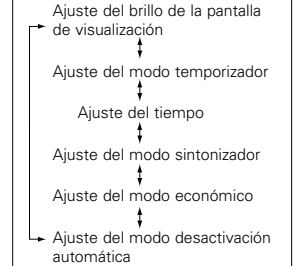 Ajuste del brillo de la pantalla
de visualización
Ajuste del modo temporizador
Ajuste del tiempo
Ajuste del modo sintonizador
Ajuste del modo económico
Ajuste del modo desactivación
automática